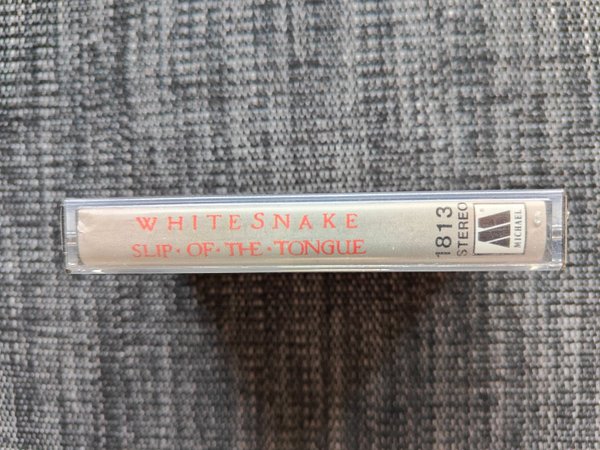 WHITESNAKE
SLIP · OF · THE · TONGUE
1813
STEREO
M
MICHAEL